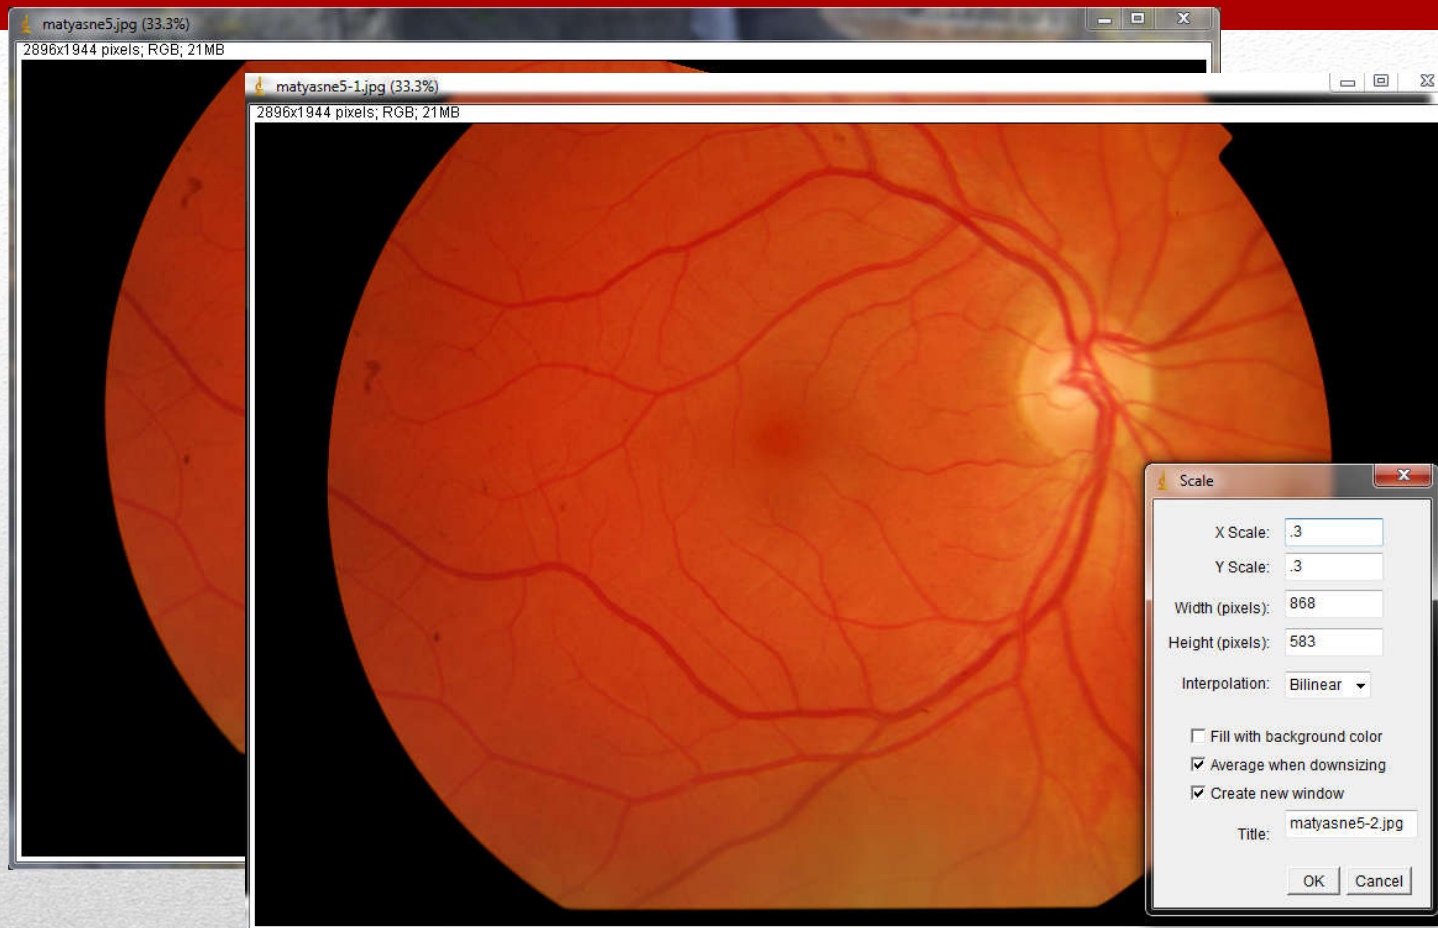 matyasne5.jpg (33.3%)
2896x1944 pixels; RGB; 21MB
matyasne5-1.jpg (33.3%)
2896x1944 pixels; RGB; 21MB
Scale
X Scale: .3
Y Scale: .3
Width (pixels): 868
Height (pixels): 583
Interpolation: Bilinear
Fill with background color
Average when downsizing
Create new window
Title: matyasne5-2.jpg
OK Cancel